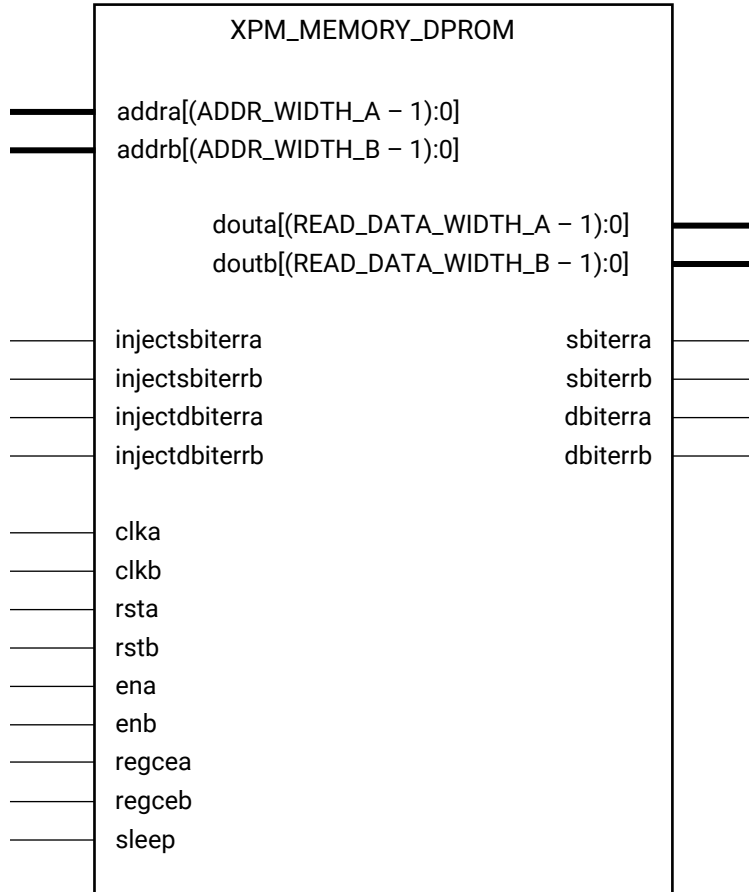 XPM_MEMORY_DPROM
addra[(ADDR_WIDTH_A – 1):0]
addrb[(ADDR_WIDTH_B – 1):0]
douta[(READ_DATA_WIDTH_A – 1):0]
doutb[(READ_DATA_WIDTH_B – 1):0]
injectsbiterra sbiterra
injectsbiterrb sbiterrb
injectdbiterra dbiterra
injectdbiterrb dbiterrb
clka
clkb
rsta
rstb
ena
enb
regcea
regceb
sleep